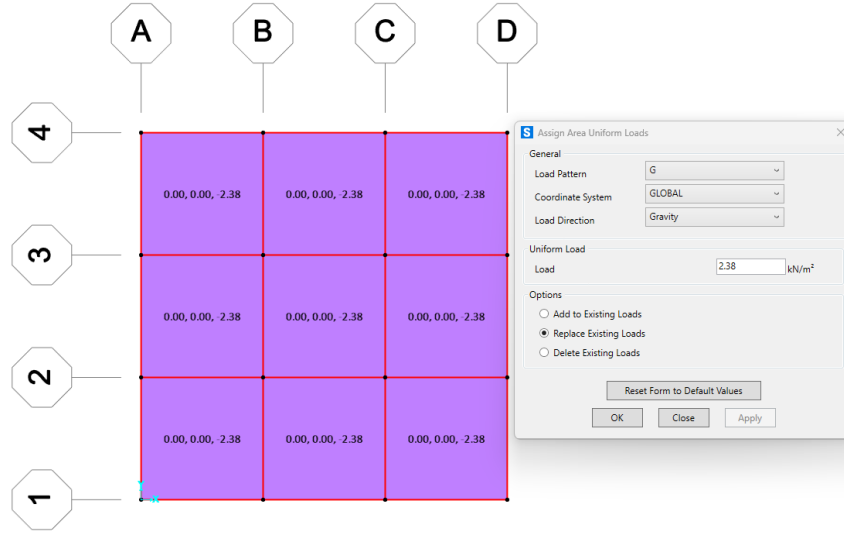 A B C D
4
0.00, 0.00, -2.38 0.00, 0.00, -2.38 0.00, 0.00, -2.38
3
0.00, 0.00, -2.38 0.00, 0.00, -2.38 0.00, 0.00, -2.38
2
0.00, 0.00, -2.38 0.00, 0.00, -2.38 0.00, 0.00, -2.38
1
S Assign Area Uniform Loads
General
Load Pattern G
Coordinate System GLOBAL
Load Direction Gravity
Uniform Load
Load 2.38 kN/m²
Options
Add to Existing Loads
Replace Existing Loads
Delete Existing Loads
Reset Form to Default Values
OK Close Apply